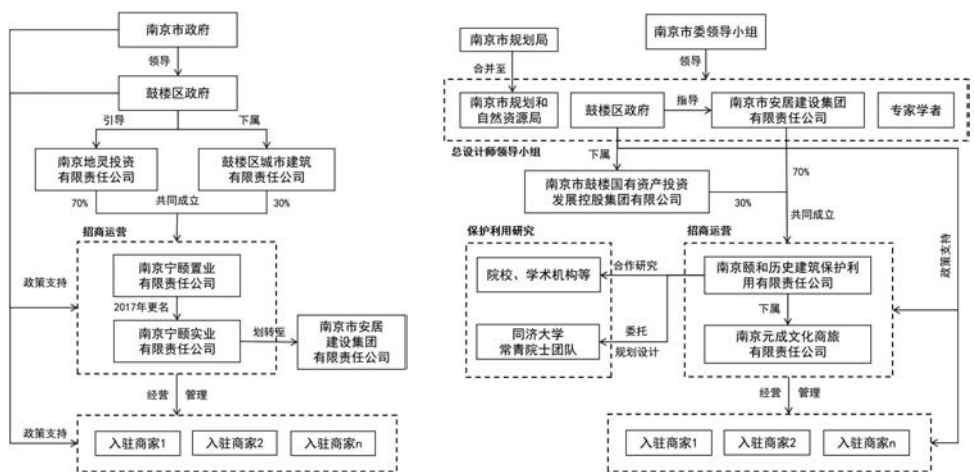 南京市政府
领导
鼓楼区政府
引导
下属
南京地灵投资
有限责任公司
鼓楼区城市建筑
有限责任公司
70%
共同成立
30%
招商运营
南京宁颐置业
有限责任公司
政策支持
2017年更名
南京宁颐实业
有限责任公司
划转至
南京市安居
建设集团
有限责任公司
经营
管理
政策支持
入驻商家1
入驻商家2
入驻商家n
南京市规划局
南京市委领导小组
合并至
领导
南京市规划和
自然资源局
鼓楼区政府
指导
南京市安居建设集团
有限责任公司
专家学者
总设计师领导小组
下属
70%
南京市鼓楼国有资产投资
发展控股集团有限公司
30%
共同成立
保护利用研究
招商运营
政策支持
院校、学术机构等
合作研究
南京颐和历史建筑保护利
用有限责任公司
下属
同济大学
常青院士团队
委托
规划设计
南京元成文化商旅
有限责任公司
经营
管理
入驻商家1
入驻商家2
入驻商家n